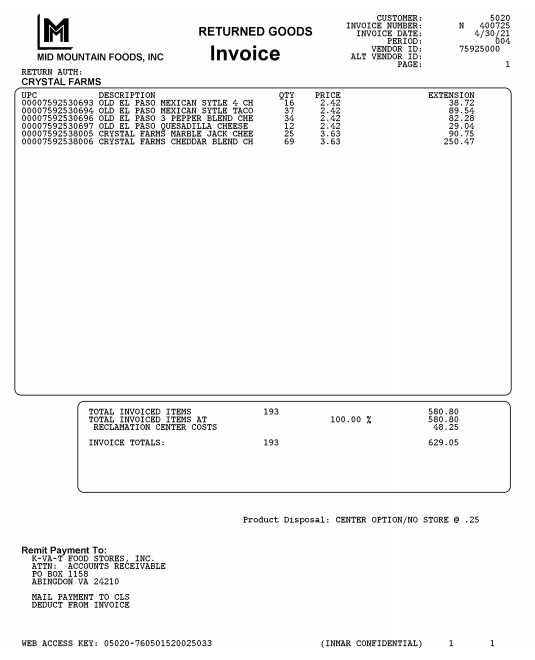 M
MID MOUNTAIN FOODS, INC
RETURNED GOODS
Invoice
CUSTOMER: 5020
INVOICE NUMBER: N 400725
INVOICE DATE: 4/30/21
PERIOD: 004
VENDOR ID: 75925000
ALT VENDOR ID:
PAGE: 1
RETURN AUTH:
CRYSTAL FARMS
UPC DESCRIPTION QTY PRICE EXTENSION
00007592530693 OLD EL PASO MEXICAN SYTLE 4 CH 16 2.42 38.72
00007592530694 OLD EL PASO MEXICAN SYTLE TACO 37 2.42 89.54
00007592530696 OLD EL PASO 3 PEPPER BLEND CHE 34 2.42 82.28
00007592530697 OLD EL PASO QUESADILLA CHEESE 12 2.42 29.04
00007592538005 CRYSTAL FARMS MARBLE JACK CHEE 25 3.63 90.75
00007592538006 CRYSTAL FARMS CHEDDAR BLEND CH 69 3.63 250.47
TOTAL INVOICED ITEMS 193 580.80
TOTAL INVOICED ITEMS AT 100.00 % 580.80
RECLAMATION CENTER COSTS 48.25
INVOICE TOTALS: 193 629.05
Product Disposal: CENTER OPTION/NO STORE @ .25
Remit Payment To:
K-VA-T FOOD STORES, INC.
ATTN: ACCOUNTS RECEIVABLE
PO BOX 1158
ABINGDON VA 24210
MAIL PAYMENT TO CLS
DEDUCT FROM INVOICE
WEB ACCESS KEY: 05020-760501520025033 (INMAR CONFIDENTIAL) 1 1